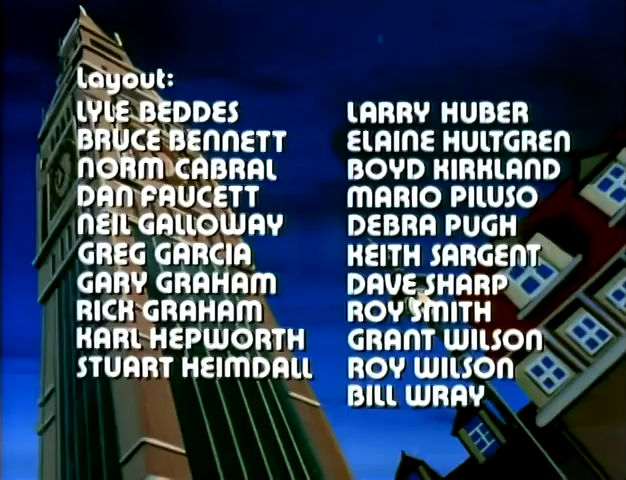 Layout:
LYLE BEDDES
BRUCE BENNETT
NORM CABRAL
DAN FAUCETT
NEIL GALLOWAY
GREG GARCIA
GARY GRAHAM
RICK GRAHAM
KARL HEPWORTH
STUART HEIMDALL
LARRY HUBER
ELAINE HULTGREN
BOYD KIRKLAND
MARIO PILUSO
DEBRA PUGH
KEITH SARGENT
DAVE SHARP
ROY SMITH
GRANT WILSON
ROY WILSON
BILL WRAY